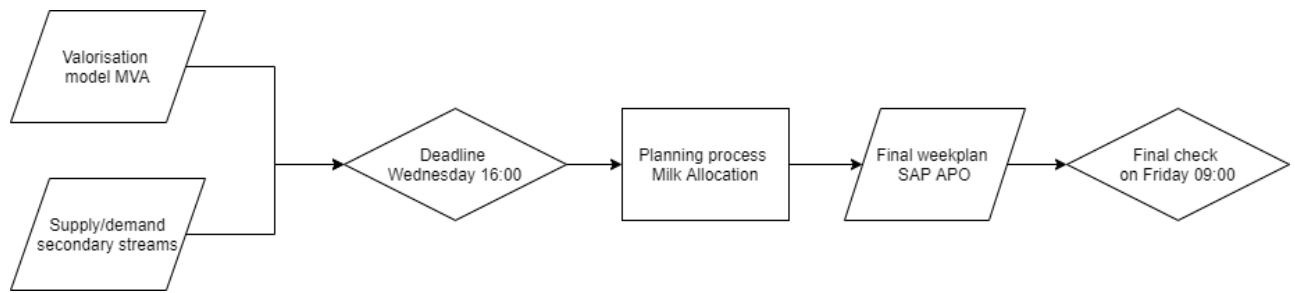 Valorisation
model MVA
Supply/demand
secondary streams
Deadline
Wednesday 16:00
Planning process
Milk Allocation
Final weekplan
SAP APO
Final check
on Friday 09:00